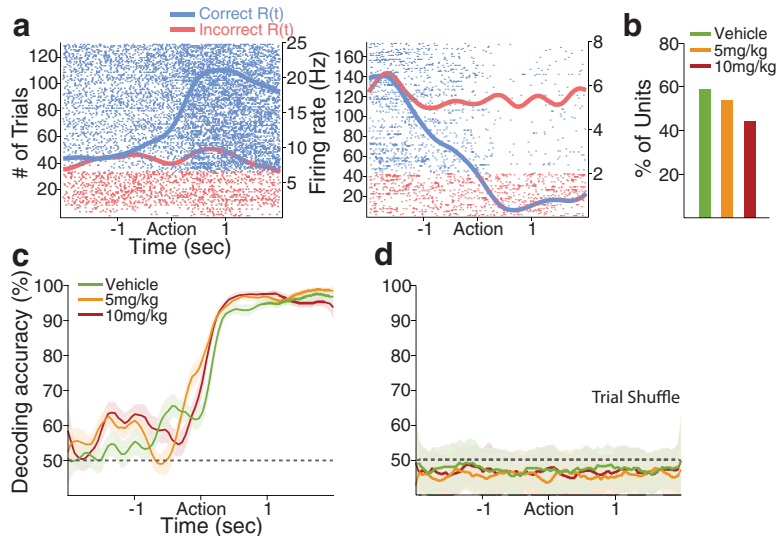 a
Correct R(t)
Incorrect R(t)
# of Trials
120
100
80
60
40
20
25
20
15
10
5
Firing rate (Hz)
-1 Action 1
Time (sec)
160
140
120
100
80
60
40
20
8
6
4
2
-1 Action 1
b
Vehicle
5mg/kg
10mg/kg
% of Units
80
60
40
20
c
Vehicle
5mg/kg
10mg/kg
Decoding accuracy (%)
100
90
80
70
60
50
-1 Action 1
Time (sec)
d
100
90
80
70
60
50
Trial Shuffle
-1 Action 1